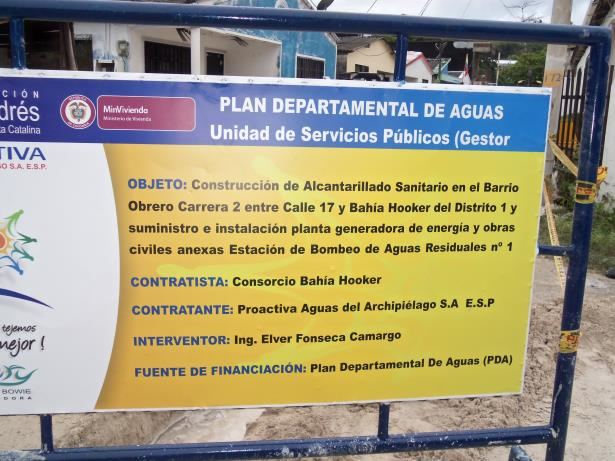 CIÓN
drés
ta Catalina
MinVivienda
Ministerio de Vivienda
PLAN DEPARTAMENTAL DE AGUAS
Unidad de Servicios Públicos (Gestor
TIVA
GO S.A. E.S.P.
OBJETO: Construcción de Alcantarillado Sanitario en el Barrio
Obrero Carrera 2 entre Calle 17 y Bahía Hooker del Distrito 1 y
suministro e instalación planta generadora de energía y obras
civiles anexas Estación de Bombeo de Aguas Residuales nº 1
CONTRATISTA: Consorcio Bahía Hooker
CONTRATANTE: Proactiva Aguas del Archipiélago S.A E.S.P
INTERVENTOR: Ing. Elver Fonseca Camargo
FUENTE DE FINANCIACIÓN: Plan Departamental De Aguas (PDA)
tejemos
mejor !
BOWIE
DORA